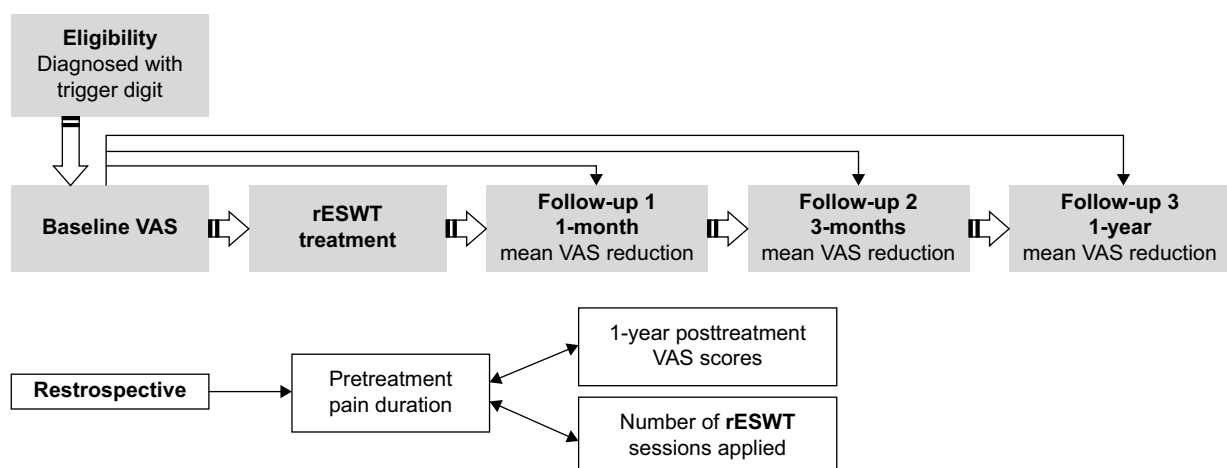 Eligibility
Diagnosed with
trigger digit
Baseline VAS
rESWT
treatment
Follow-up 1
1-month
mean VAS reduction
Follow-up 2
3-months
mean VAS reduction
Follow-up 3
1-year
mean VAS reduction
Restrospective
Pretreatment
pain duration
1-year posttreatment
VAS scores
Number of rESWT
sessions applied